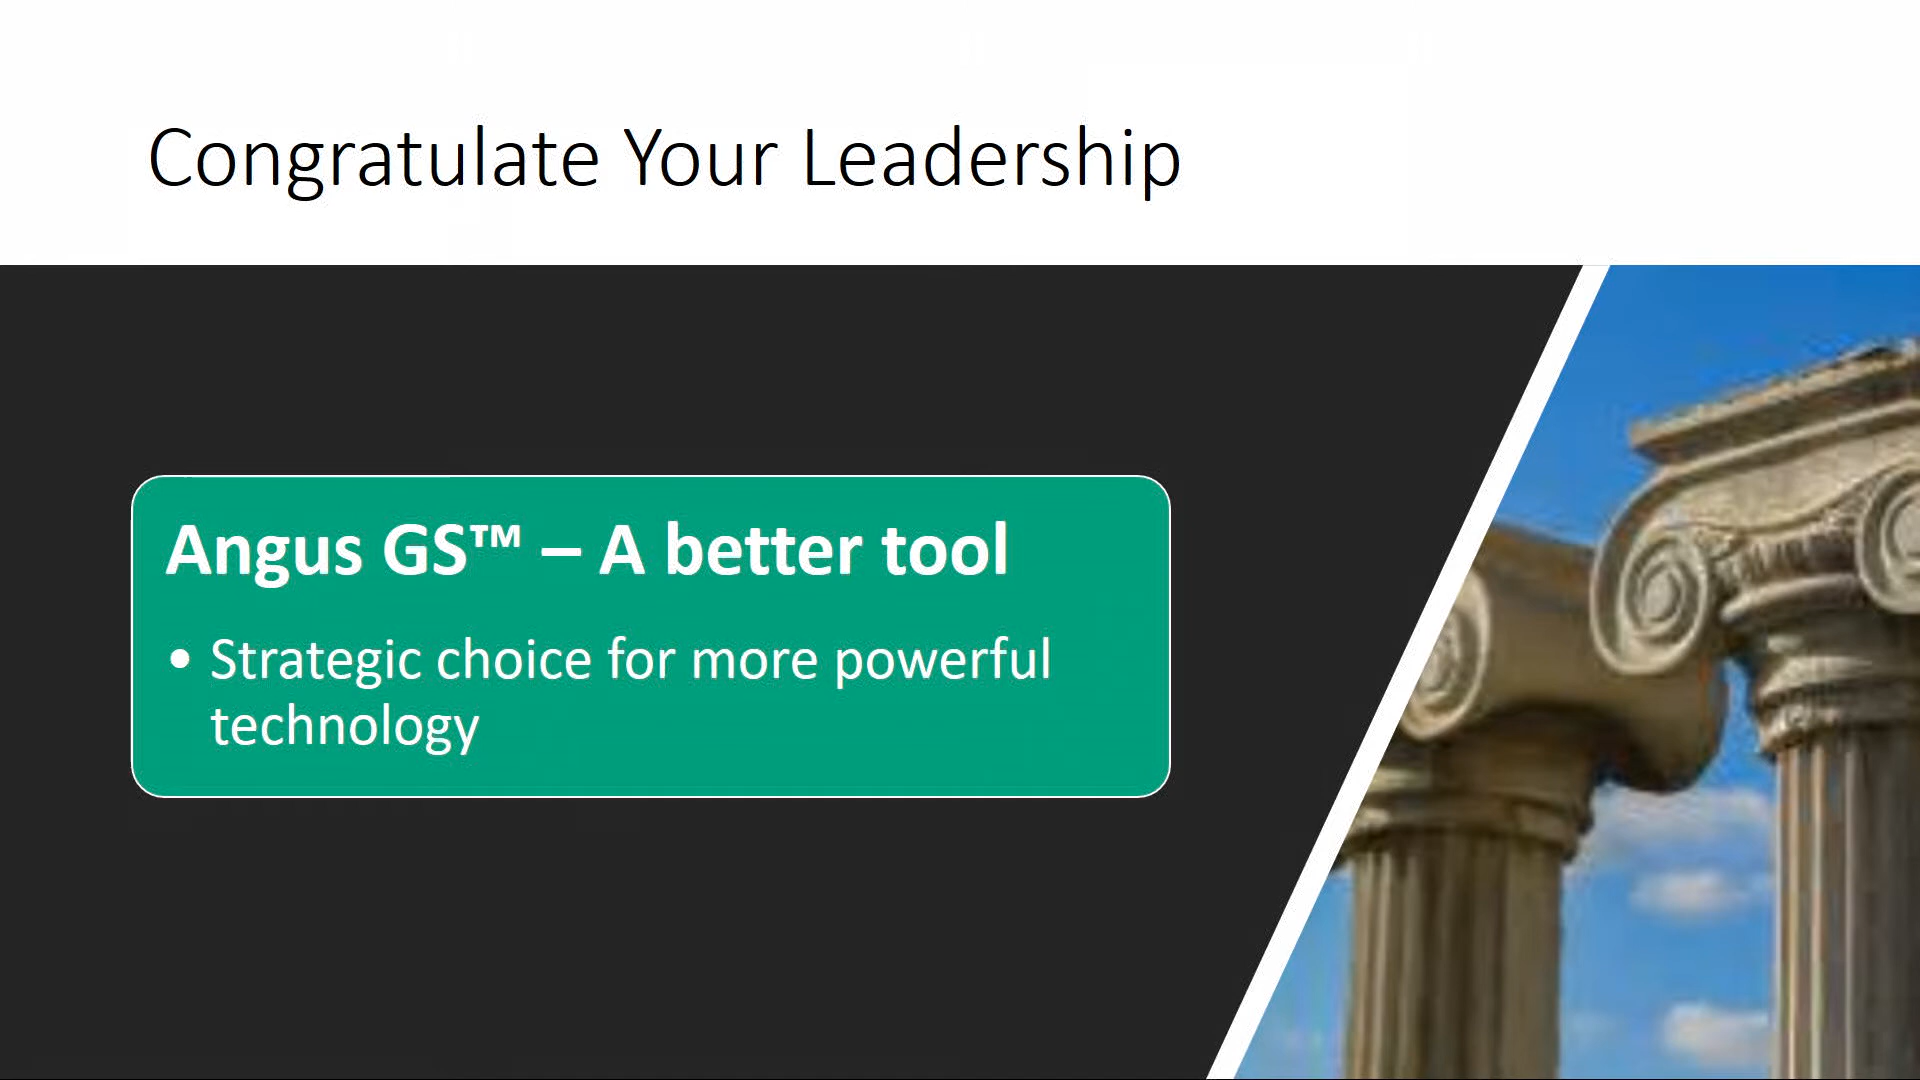 Congratulate Your Leadership
Angus GS™ – A better tool
• Strategic choice for more powerful
technology